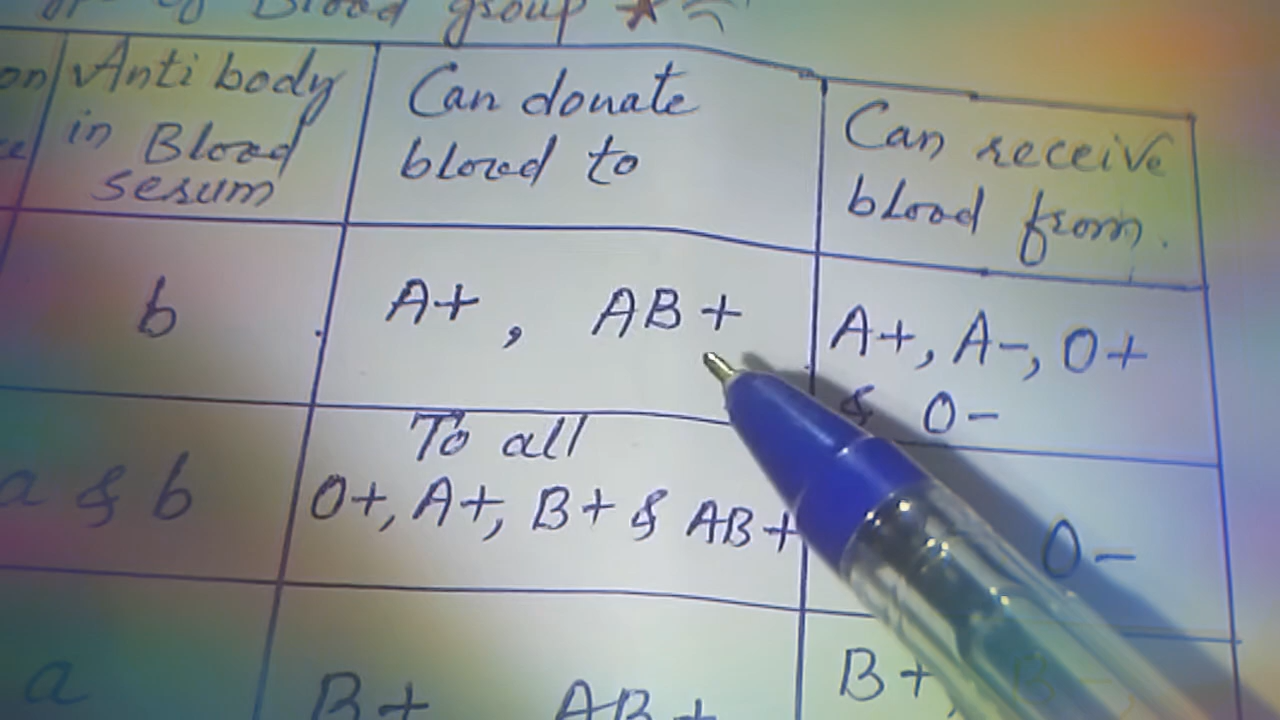 of Blood group
Anti body
in Blood
serum
Can donate
blood to
Can receive
blood from.
b
A+, AB+
A+, A-, O+
& O-
a & b
To all
O+, A+, B+ & AB+
O-
a
B+ AB+
B+, B-